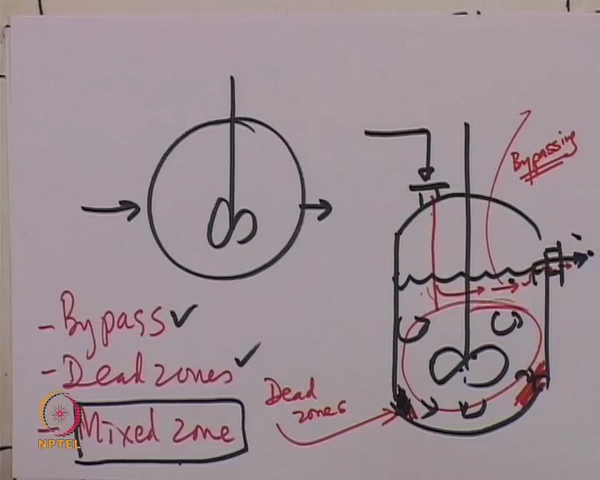 Bypassing
- Bypass ✓
- Dead zones ✓
- Mixed zone
Dead
zones
NPTEL